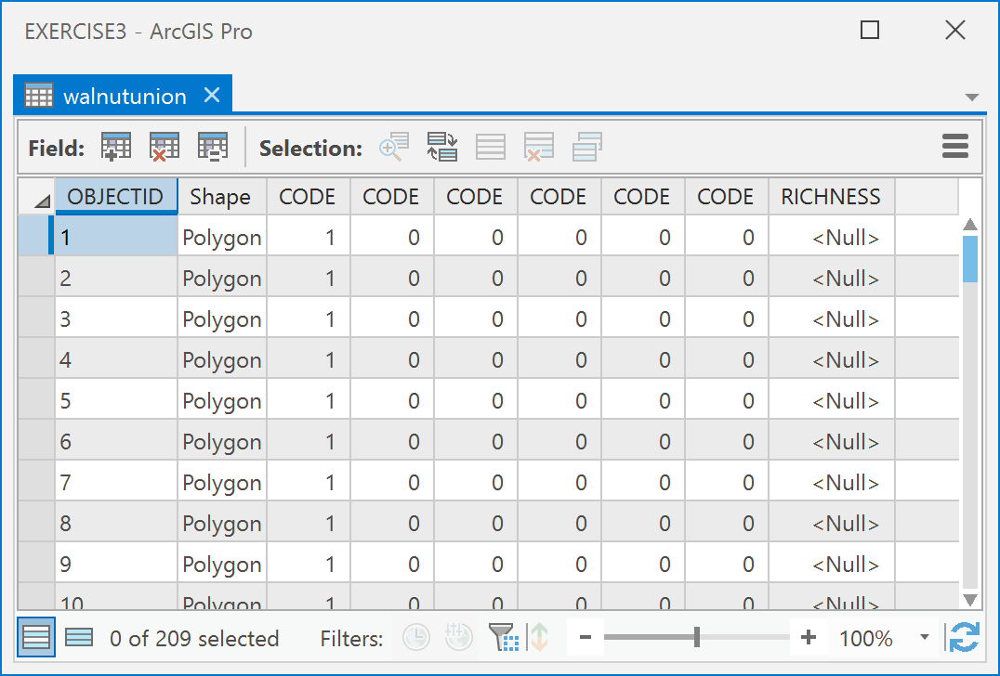 EXERCISE3 - ArcGIS Pro
walnutunion
Field: Selection:
OBJECTID Shape CODE CODE CODE CODE CODE CODE RICHNESS
1 Polygon 1 0 0 0 0 0 <Null>
2 Polygon 1 0 0 0 0 0 <Null>
3 Polygon 1 0 0 0 0 0 <Null>
4 Polygon 1 0 0 0 0 0 <Null>
5 Polygon 1 0 0 0 0 0 <Null>
6 Polygon 1 0 0 0 0 0 <Null>
7 Polygon 1 0 0 0 0 0 <Null>
8 Polygon 1 0 0 0 0 0 <Null>
9 Polygon 1 0 0 0 0 0 <Null>
10 Polygon 1 0 0 0 0 0 <Null>
0 of 209 selected Filters: 100%